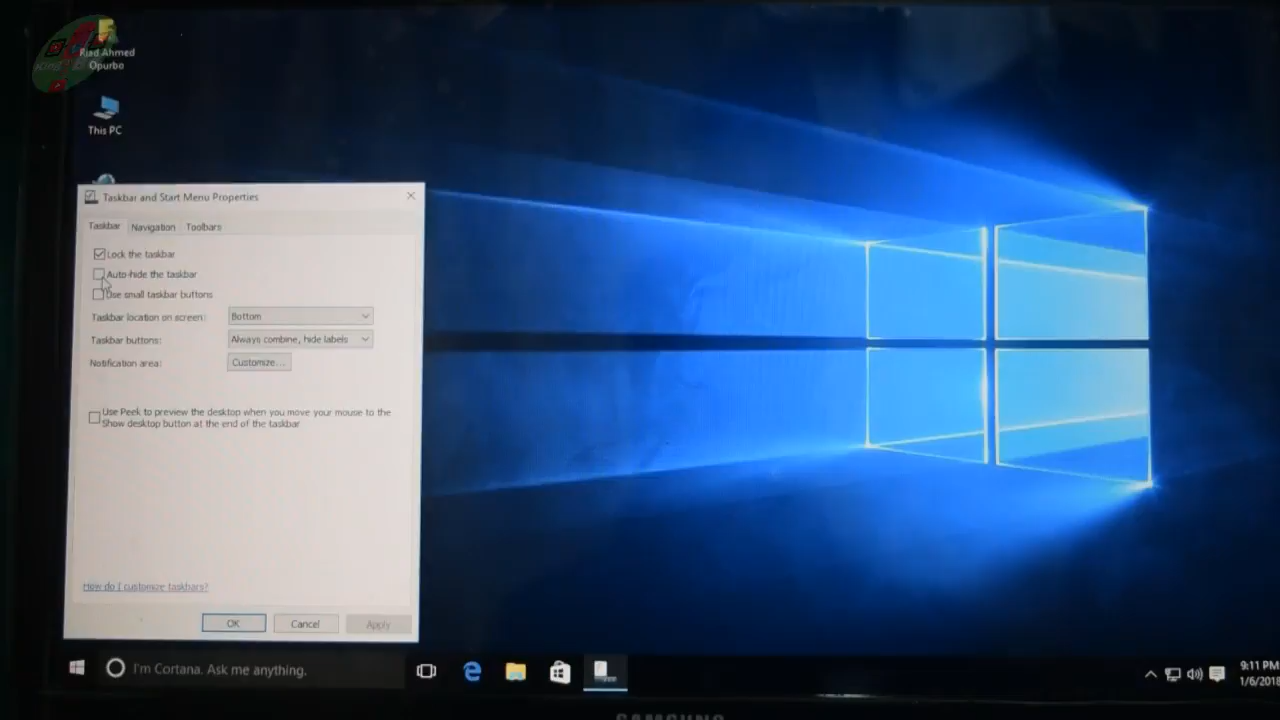 Riad Ahmed
Opurbo
This PC
Taskbar and Start Menu Properties
Taskbar Navigation Toolbars
Lock the taskbar
Auto-hide the taskbar
Use small taskbar buttons
Taskbar location on screen: Bottom
Taskbar buttons: Always combine, hide labels
Notification area: Customize...
Use Peek to preview the desktop when you move your mouse to the
Show desktop button at the end of the taskbar
How do I customize taskbars?
OK Cancel Apply
I'm Cortana. Ask me anything.
9:11 PM
1/6/2018
SAMSUNG